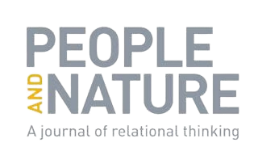 PEOPLE
AND NATURE
A journal of relational thinking